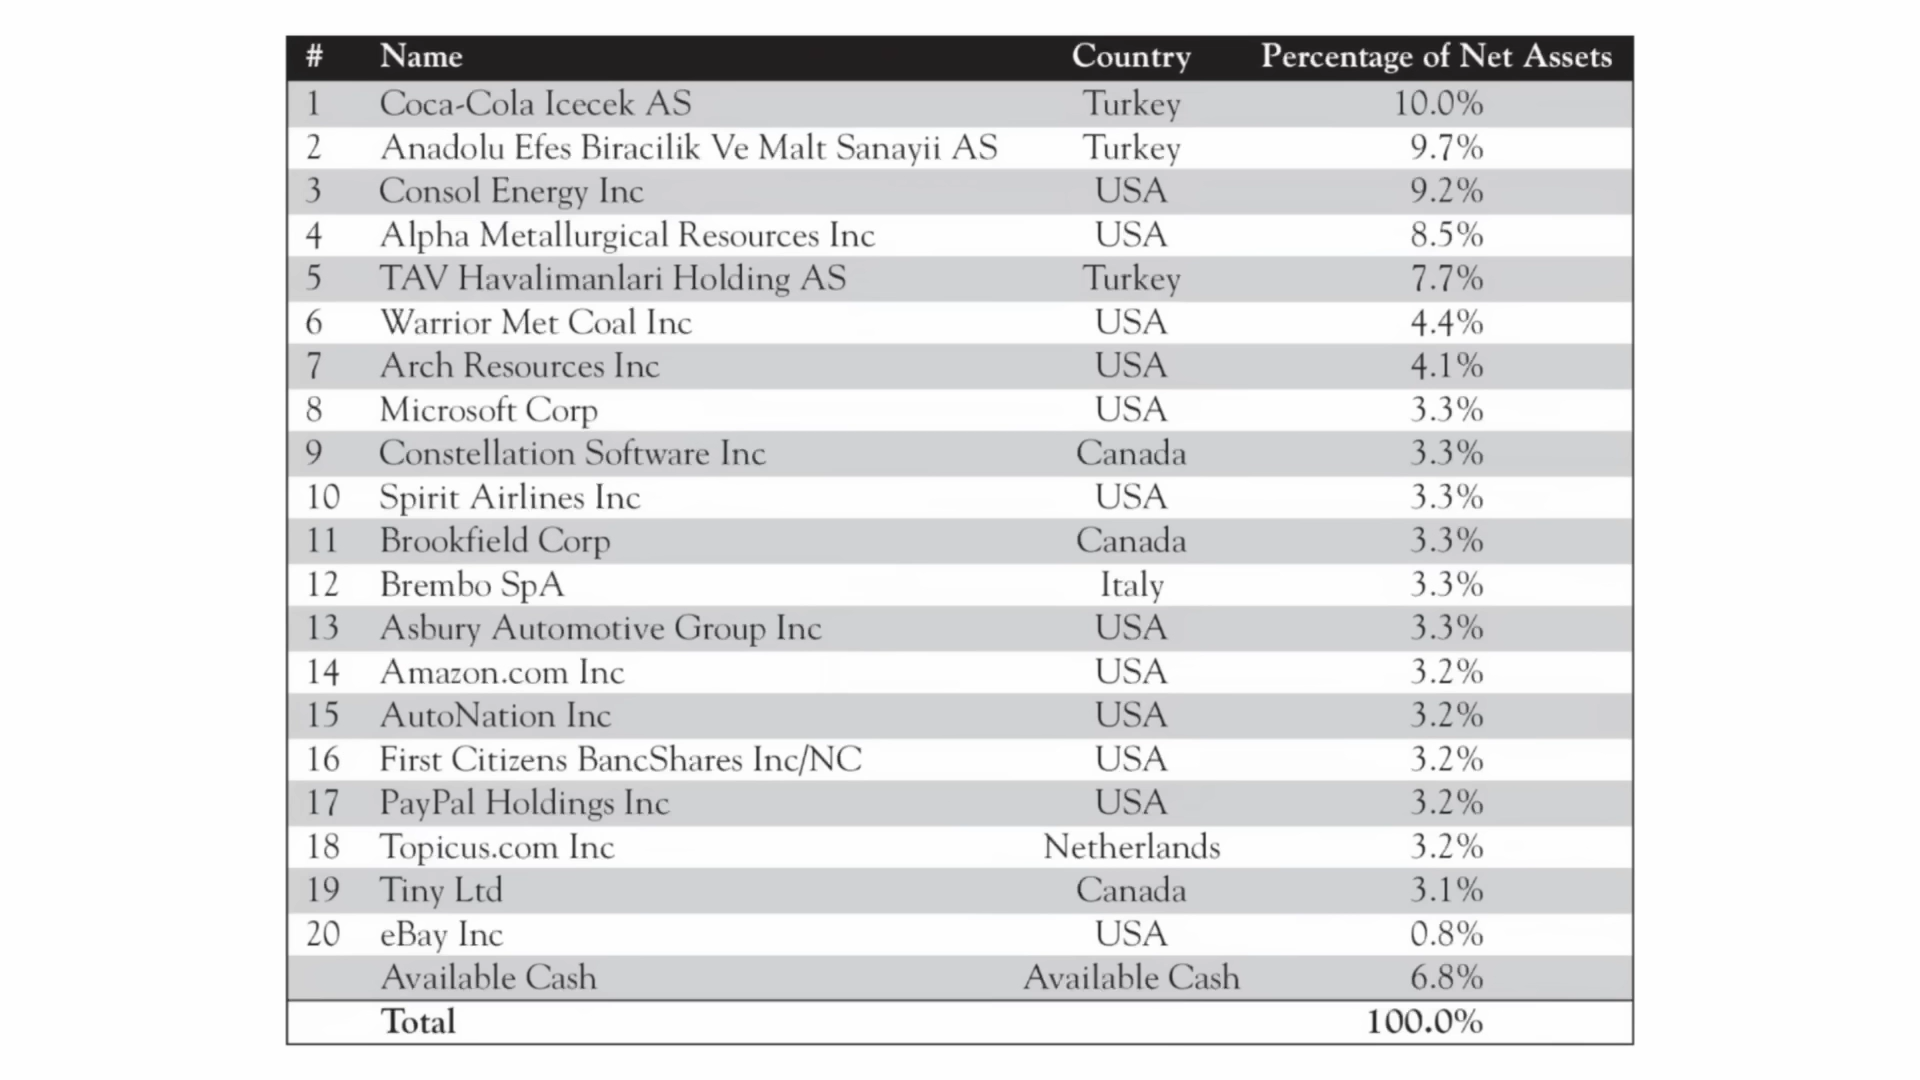 # Name Country Percentage of Net Assets
1 Coca-Cola Icecek AS Turkey 10.0%
2 Anadolu Efes Biracilik Ve Malt Sanayii AS Turkey 9.7%
3 Consol Energy Inc USA 9.2%
4 Alpha Metallurgical Resources Inc USA 8.5%
5 TAV Havalimanlari Holding AS Turkey 7.7%
6 Warrior Met Coal Inc USA 4.4%
7 Arch Resources Inc USA 4.1%
8 Microsoft Corp USA 3.3%
9 Constellation Software Inc Canada 3.3%
10 Spirit Airlines Inc USA 3.3%
11 Brookfield Corp Canada 3.3%
12 Brembo SpA Italy 3.3%
13 Asbury Automotive Group Inc USA 3.3%
14 Amazon.com Inc USA 3.2%
15 AutoNation Inc USA 3.2%
16 First Citizens BancShares Inc/NC USA 3.2%
17 PayPal Holdings Inc USA 3.2%
18 Topicus.com Inc Netherlands 3.2%
19 Tiny Ltd Canada 3.1%
20 eBay Inc USA 0.8%
Available Cash Available Cash 6.8%
Total 100.0%